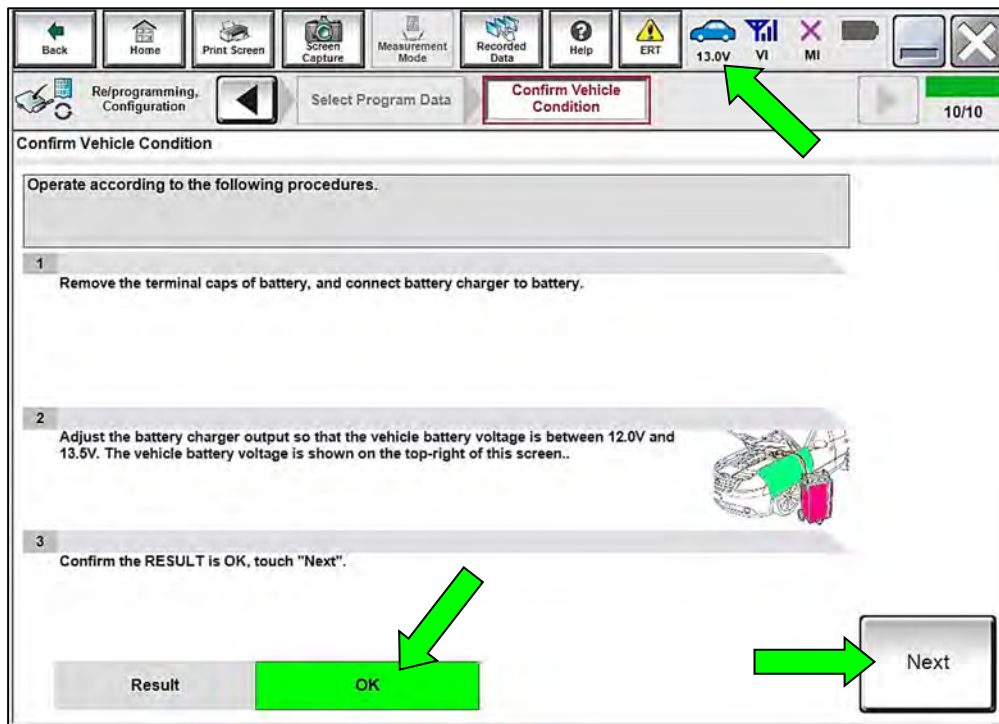 Back
Home
Print Screen
Screen
Capture
Measurement
Mode
Recorded
Data
Help
ERT
13.0V
VI
MI
Re/programming,
Configuration
Select Program Data
Confirm Vehicle
Condition
10/10
Confirm Vehicle Condition
Operate according to the following procedures.
1
Remove the terminal caps of battery, and connect battery charger to battery.
2
Adjust the battery charger output so that the vehicle battery voltage is between 12.0V and
13.5V. The vehicle battery voltage is shown on the top-right of this screen..
3
Confirm the RESULT is OK, touch "Next".
Result
OK
Next